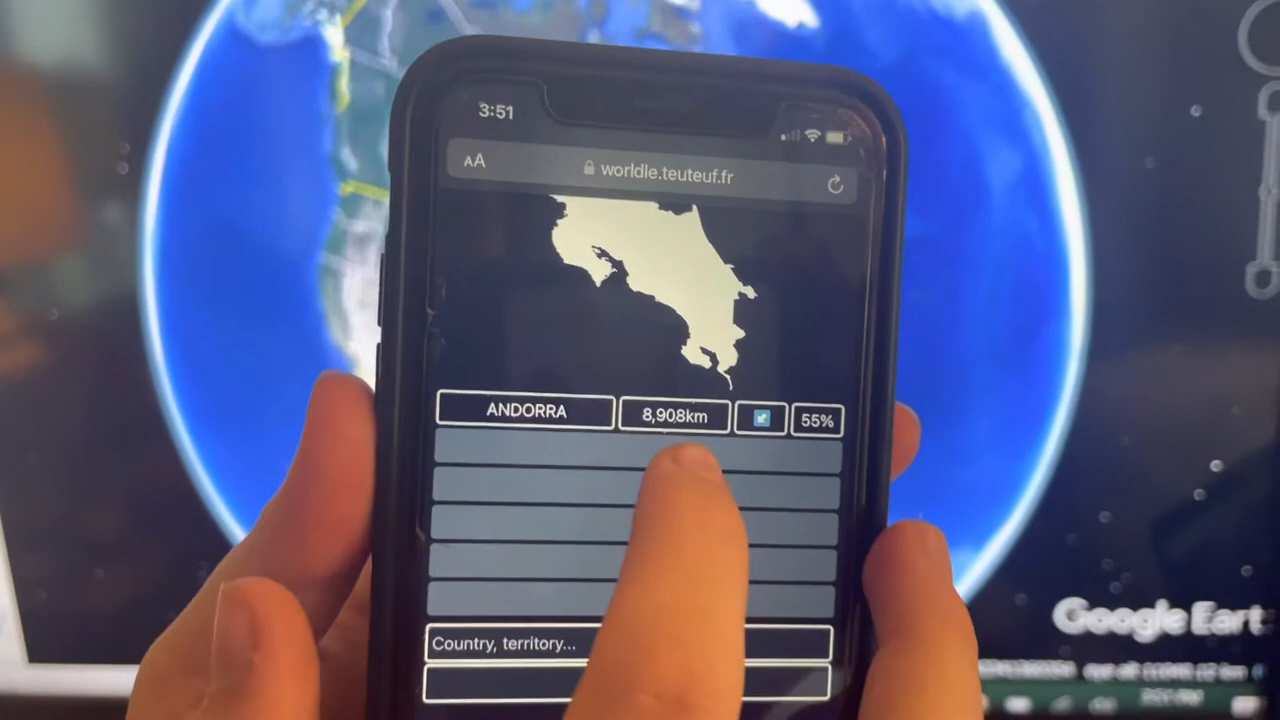 3:51
AA worldle.teuteuf.fr
ANDORRA 8,908km ↙ 55%
Country, territory...
Google Eart